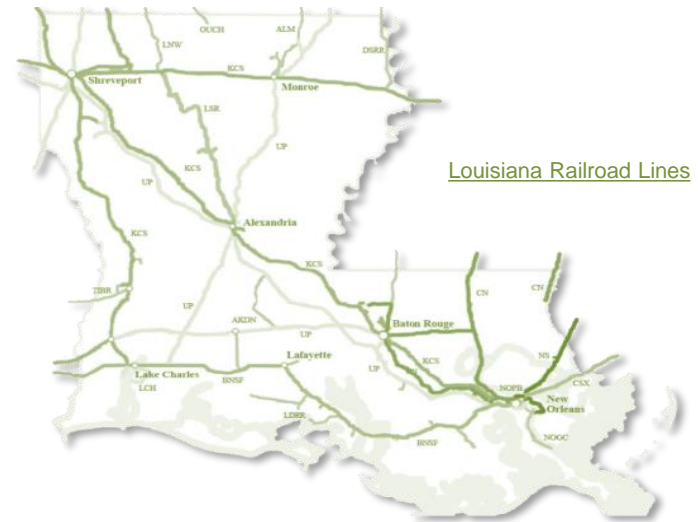 OUCH
ALM
LNW
DSRR
KCS
Shreveport
Monroe
LSR
UP
KCS
Louisiana Railroad Lines
UP
Alexandria
KCS
KCS
TIBR
UP
AKDN
UP
CN
CN
Baton Rouge
Lafayette
KCS
NS
UP
Lake Charles
BNSF
CSX
LCH
NOPB
New
Orleans
LDRR
BNSF
NOGC